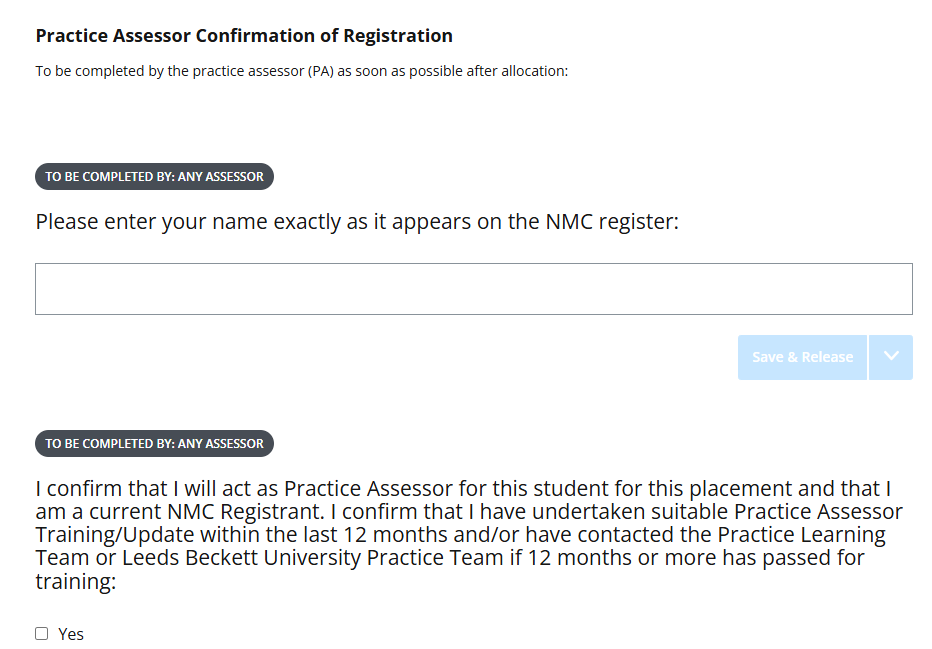 Practice Assessor Confirmation of Registration
To be completed by the practice assessor (PA) as soon as possible after allocation:
TO BE COMPLETED BY: ANY ASSESSOR
Please enter your name exactly as it appears on the NMC register:
Save & Release
TO BE COMPLETED BY: ANY ASSESSOR
I confirm that I will act as Practice Assessor for this student for this placement and that I
am a current NMC Registrant. I confirm that I have undertaken suitable Practice Assessor
Training/Update within the last 12 months and/or have contacted the Practice Learning
Team or Leeds Beckett University Practice Team if 12 months or more has passed for
training:
Yes